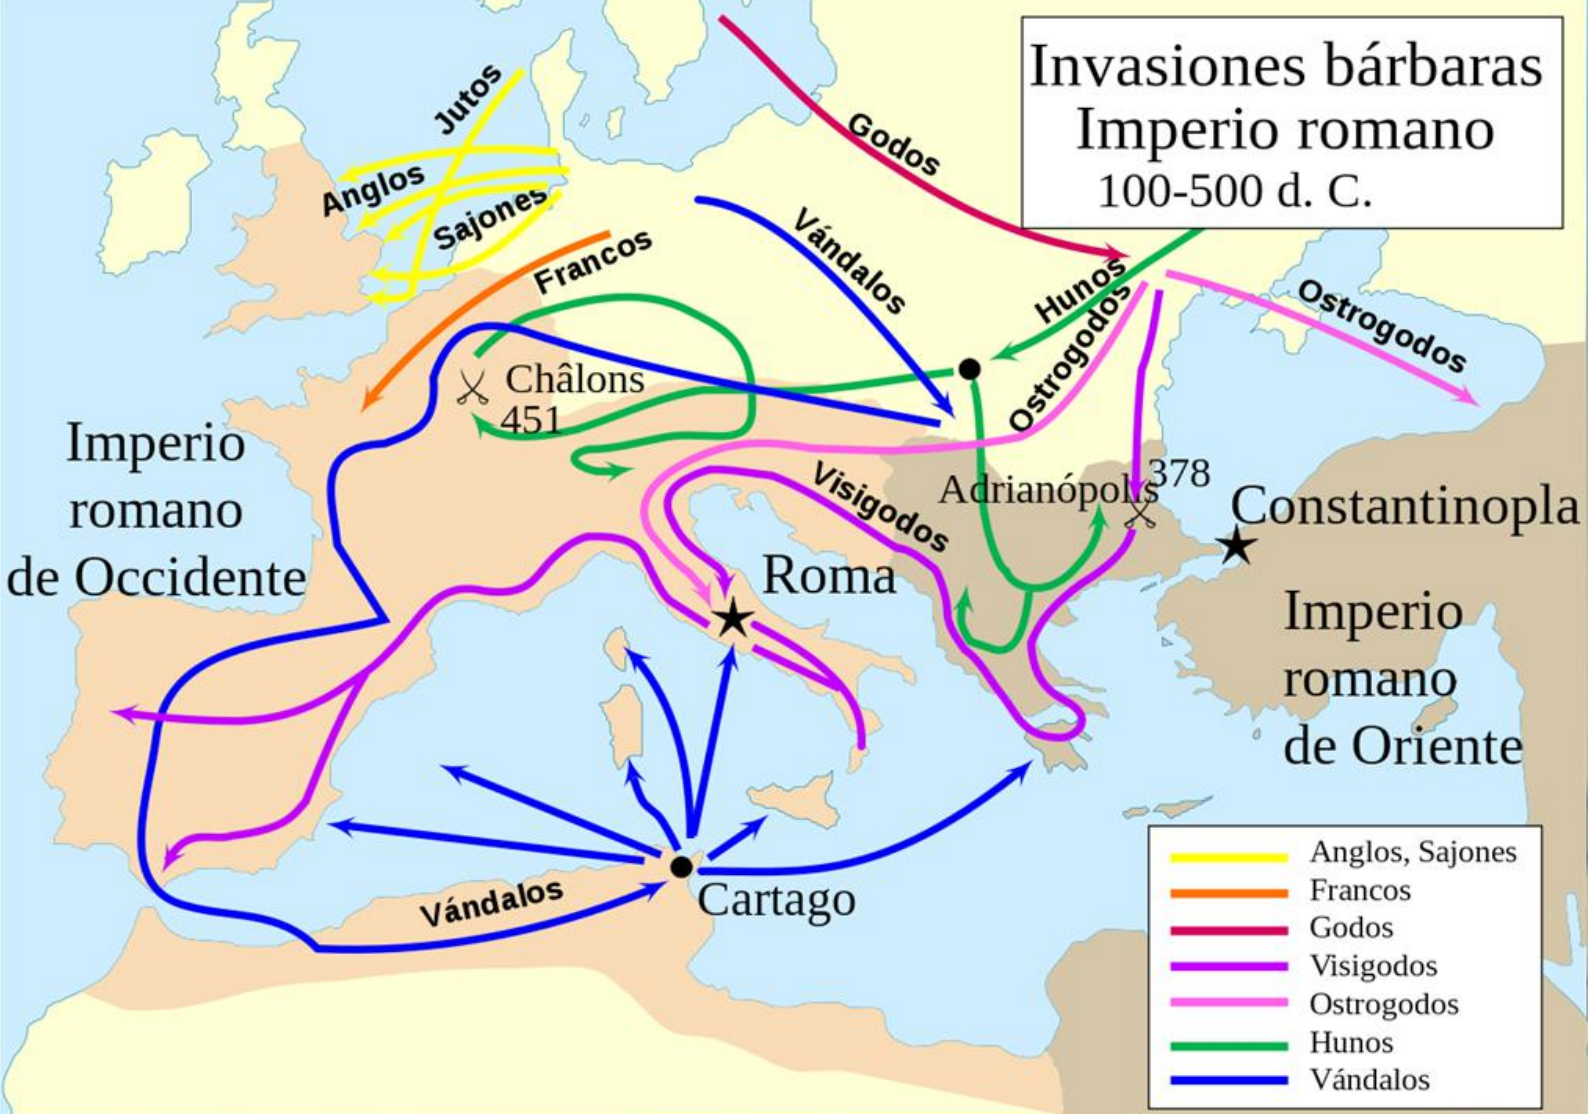 Invasiones bárbaras
Imperio romano
100-500 d. C.
Jutos
Anglos
Sajones
Francos
Godos
Vándalos
Hunos
Ostrogodos
Ostrogodos
Châlons
451
Imperio
romano
de Occidente
Visigodos
Adrianópolis
378
Constantinopla
Roma
Imperio
romano
de Oriente
Vándalos
Cartago
Anglos, Sajones
Francos
Godos
Visigodos
Ostrogodos
Hunos
Vándalos